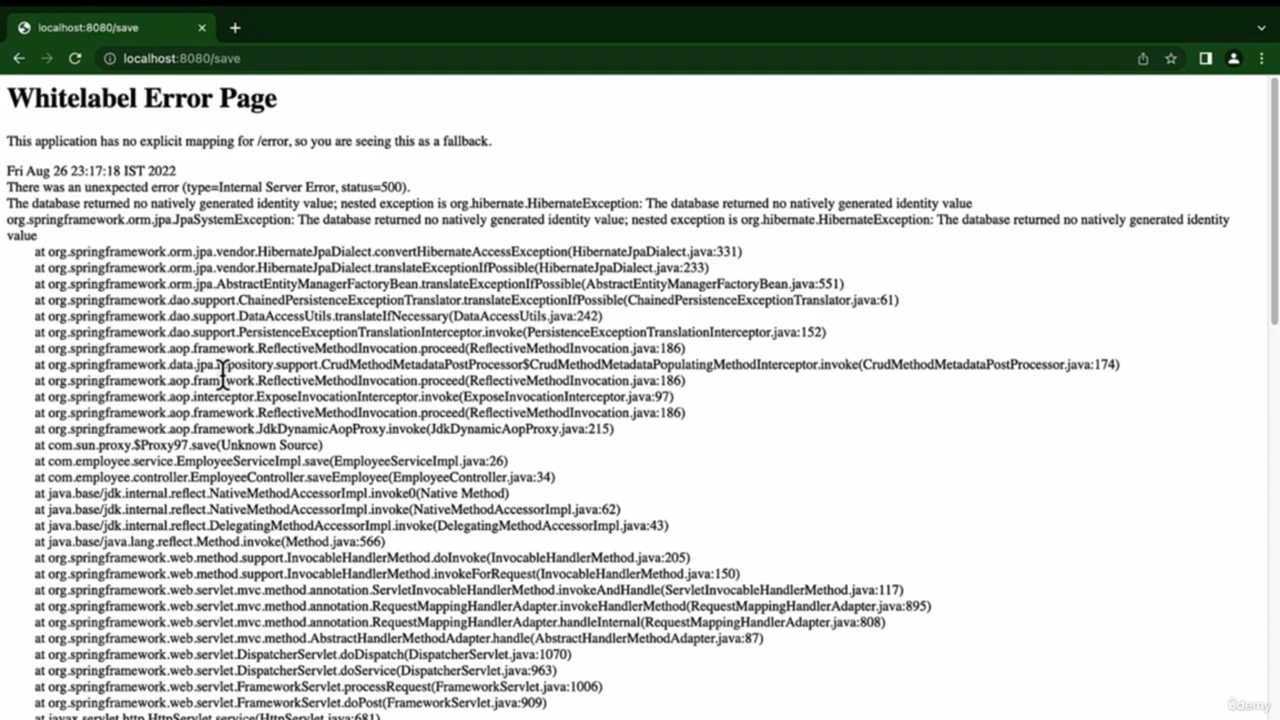 localhost:8080/save
localhost:8080/save
Whitelabel Error Page
This application has no explicit mapping for /error, so you are seeing this as a fallback.
Fri Aug 26 23:17:18 IST 2022
There was an unexpected error (type=Internal Server Error, status=500).
The database returned no natively generated identity value; nested exception is org.hibernate.HibernateException: The database returned no natively generated identity value
org.springframework.orm.jpa.JpaSystemException: The database returned no natively generated identity value; nested exception is org.hibernate.HibernateException: The database returned no natively generated identity
value
at org.springframework.orm.jpa.vendor.HibernateJpaDialect.convertHibernateAccessException(HibernateJpaDialect.java:331)
at org.springframework.orm.jpa.vendor.HibernateJpaDialect.translateExceptionIfPossible(HibernateJpaDialect.java:233)
at org.springframework.orm.jpa.AbstractEntityManagerFactoryBean.translateExceptionIfPossible(AbstractEntityManagerFactoryBean.java:551)
at org.springframework.dao.support.ChainedPersistenceExceptionTranslator.translateExceptionIfPossible(ChainedPersistenceExceptionTranslator.java:61)
at org.springframework.dao.support.DataAccessUtils.translateIfNecessary(DataAccessUtils.java:242)
at org.springframework.dao.support.PersistenceExceptionTranslationInterceptor.invoke(PersistenceExceptionTranslationInterceptor.java:152)
at org.springframework.aop.framework.ReflectiveMethodInvocation.proceed(ReflectiveMethodInvocation.java:186)
at org.springframework.data.jpa.repository.support.CrudMethodMetadataPostProcessor$CrudMethodMetadataPopulatingMethodInterceptor.invoke(CrudMethodMetadataPostProcessor.java:174)
at org.springframework.aop.framework.ReflectiveMethodInvocation.proceed(ReflectiveMethodInvocation.java:186)
at org.springframework.aop.interceptor.ExposeInvocationInterceptor.invoke(ExposeInvocationInterceptor.java:97)
at org.springframework.aop.framework.ReflectiveMethodInvocation.proceed(ReflectiveMethodInvocation.java:186)
at org.springframework.aop.framework.JdkDynamicAopProxy.invoke(JdkDynamicAopProxy.java:215)
at com.sun.proxy.$Proxy97.save(Unknown Source)
at com.employee.service.EmployeeServiceImpl.save(EmployeeServiceImpl.java:26)
at com.employee.controller.EmployeeController.saveEmployee(EmployeeController.java:34)
at java.base/jdk.internal.reflect.NativeMethodAccessorImpl.invoke0(Native Method)
at java.base/jdk.internal.reflect.NativeMethodAccessorImpl.invoke(NativeMethodAccessorImpl.java:62)
at java.base/jdk.internal.reflect.DelegatingMethodAccessorImpl.invoke(DelegatingMethodAccessorImpl.java:43)
at java.base/java.lang.reflect.Method.invoke(Method.java:566)
at org.springframework.web.method.support.InvocableHandlerMethod.doInvoke(InvocableHandlerMethod.java:205)
at org.springframework.web.method.support.InvocableHandlerMethod.invokeForRequest(InvocableHandlerMethod.java:150)
at org.springframework.web.servlet.mvc.method.annotation.ServletInvocableHandlerMethod.invokeAndHandle(ServletInvocableHandlerMethod.java:117)
at org.springframework.web.servlet.mvc.method.annotation.RequestMappingHandlerAdapter.invokeHandlerMethod(RequestMappingHandlerAdapter.java:895)
at org.springframework.web.servlet.mvc.method.annotation.RequestMappingHandlerAdapter.handleInternal(RequestMappingHandlerAdapter.java:808)
at org.springframework.web.servlet.mvc.method.AbstractHandlerMethodAdapter.handle(AbstractHandlerMethodAdapter.java:87)
at org.springframework.web.servlet.DispatcherServlet.doDispatch(DispatcherServlet.java:1070)
at org.springframework.web.servlet.DispatcherServlet.doService(DispatcherServlet.java:963)
at org.springframework.web.servlet.FrameworkServlet.processRequest(FrameworkServlet.java:1006)
at org.springframework.web.servlet.FrameworkServlet.doPost(FrameworkServlet.java:909)
at javax.servlet.http.HttpServlet.service(HttpServlet.java:681)
ûdemy